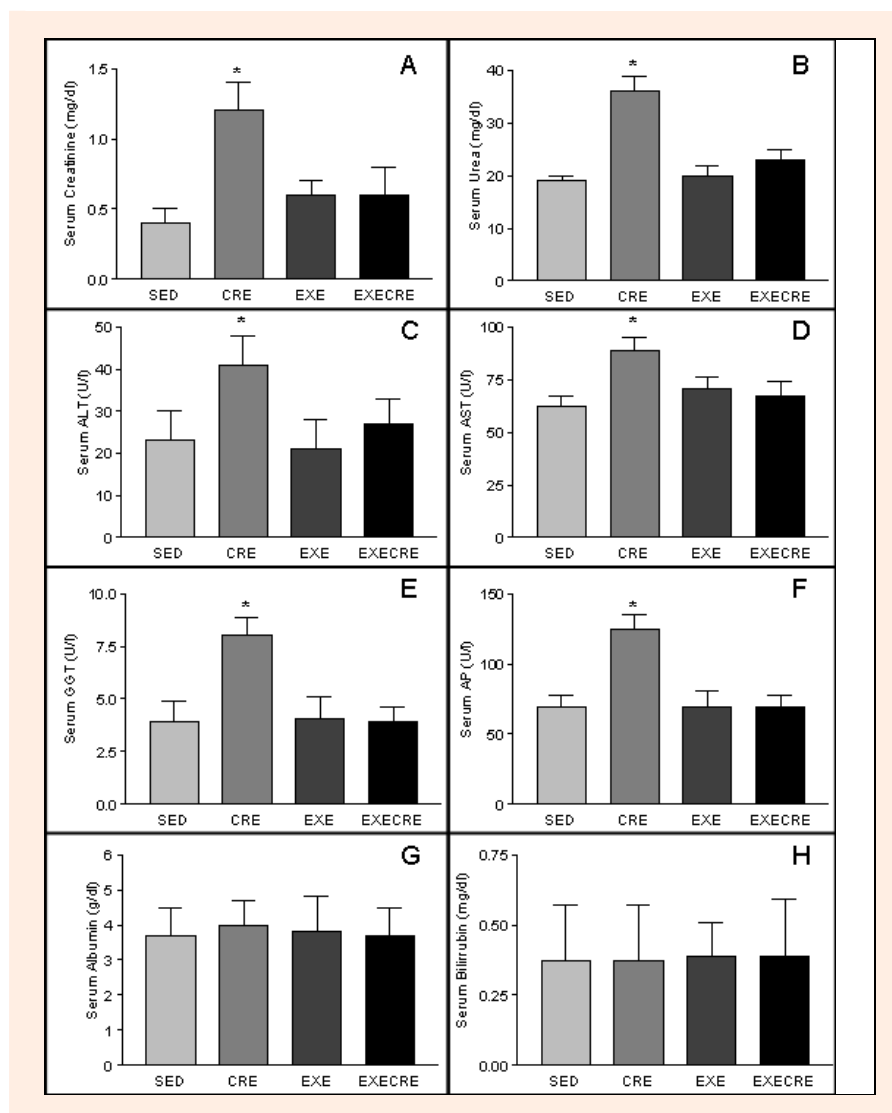 A
Serum Creatinine (mg/dl)
1.5
*
1.0
0.5
0.0
SED CRE EXE EXECRE
B
Serum Urea (mg/dl)
40
*
30
20
10
0
SED CRE EXE EXECRE
C
Serum ALT (U/l)
50
*
40
30
20
10
0
SED CRE EXE EXECRE
D
Serum AST (U/l)
100
*
75
50
25
0
SED CRE EXE EXECRE
E
Serum GGT (U/l)
10.0
*
7.5
5.0
2.5
0.0
SED CRE EXE EXECRE
F
Serum AP (U/l)
150
*
100
50
0
SED CRE EXE EXECRE
G
Serum Albumin (g/dl)
6
5
4
3
2
1
0
SED CRE EXE EXECRE
H
Serum Bilirrubin (mg/dl)
0.75
0.50
0.25
0.00
SED CRE EXE EXECRE